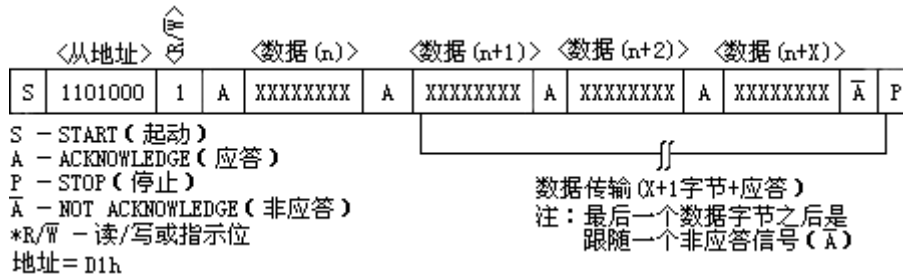 <从地址> <R/W̅> <数据(n)> <数据(n+1)> <数据(n+2)> <数据(n+X)>
S 1101000 1 A XXXXXXXX A XXXXXXXX A XXXXXXXX A XXXXXXXX A̅ P
S －START(起动)
A －ACKNOWLEDGE(应答)
P －STOP(停止)
A̅ －NOT ACKNOWLEDGE(非应答)
*R/W̅ －读/写或指示位
地址＝D1h
数据传输(X+1字节+应答)
注：最后一个数据字节之后是
跟随一个非应答信号(A̅)